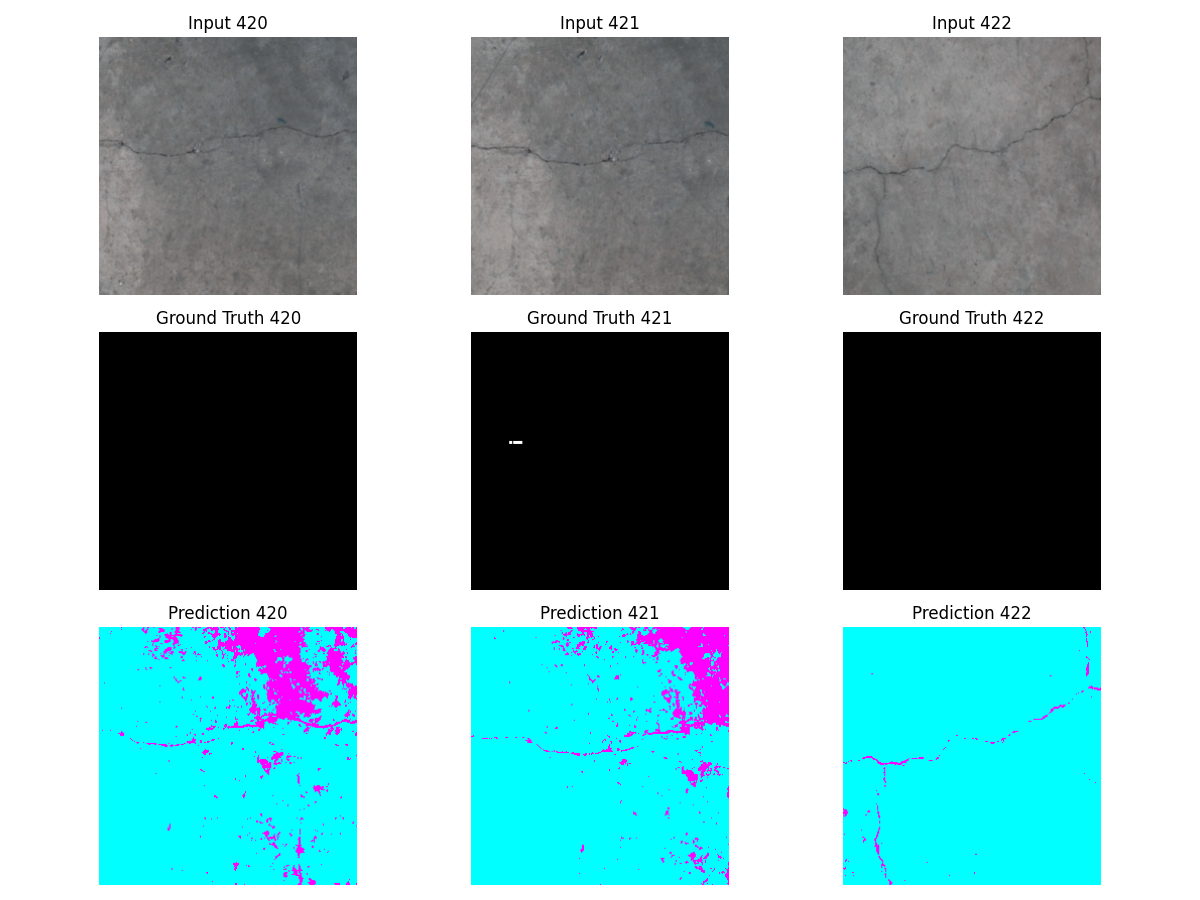 Input 420
Input 421
Input 422
Ground Truth 420
Ground Truth 421
Ground Truth 422
Prediction 420
Prediction 421
Prediction 422